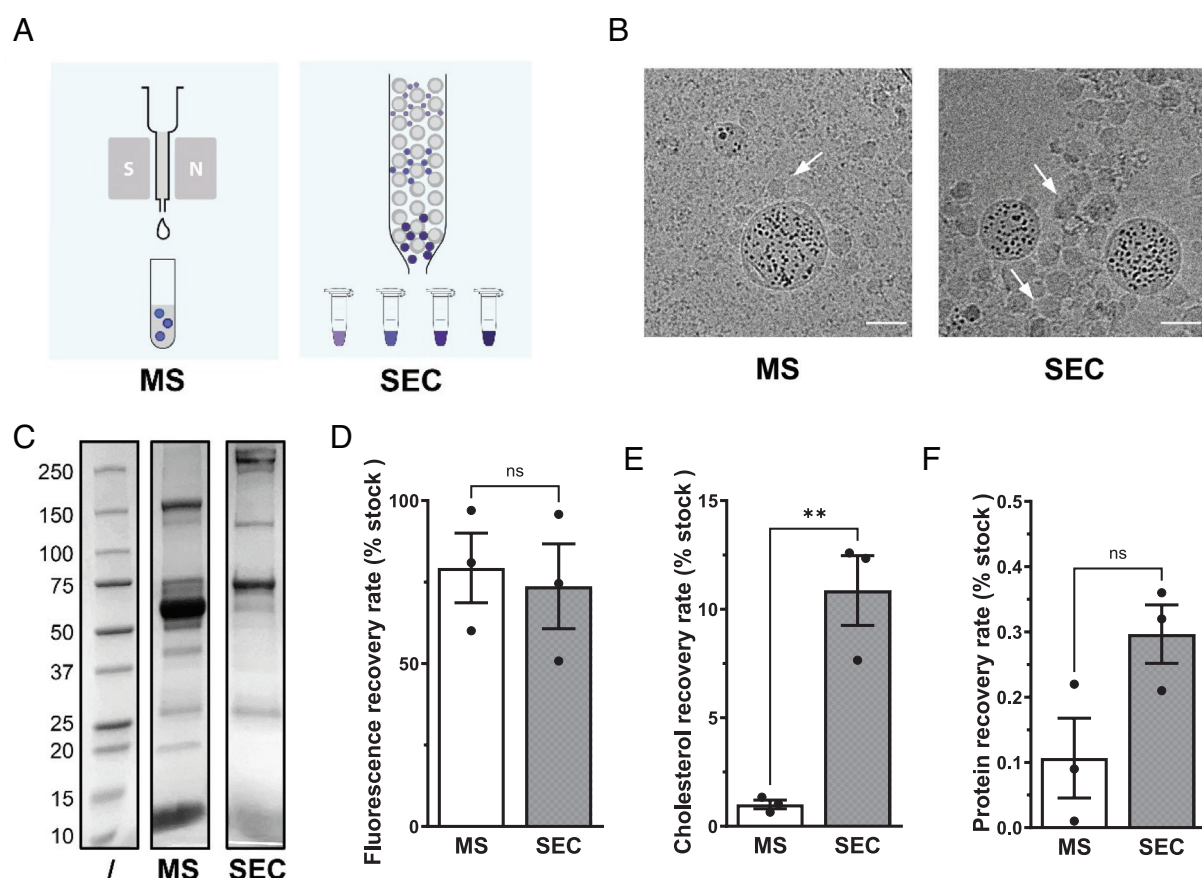 A
B
S
N
MS
SEC
MS
SEC
C
250
150
100
75
50
37
25
20
15
10
/
MS
SEC
D
Fluorescence recovery rate (% stock )
100
50
0
ns
MS
SEC
E
Cholesterol recovery rate (% stock )
15
10
5
0
**
MS
SEC
F
Protein recovery rate (% stock )
0.5
0.4
0.3
0.2
0.1
0.0
ns
MS
SEC